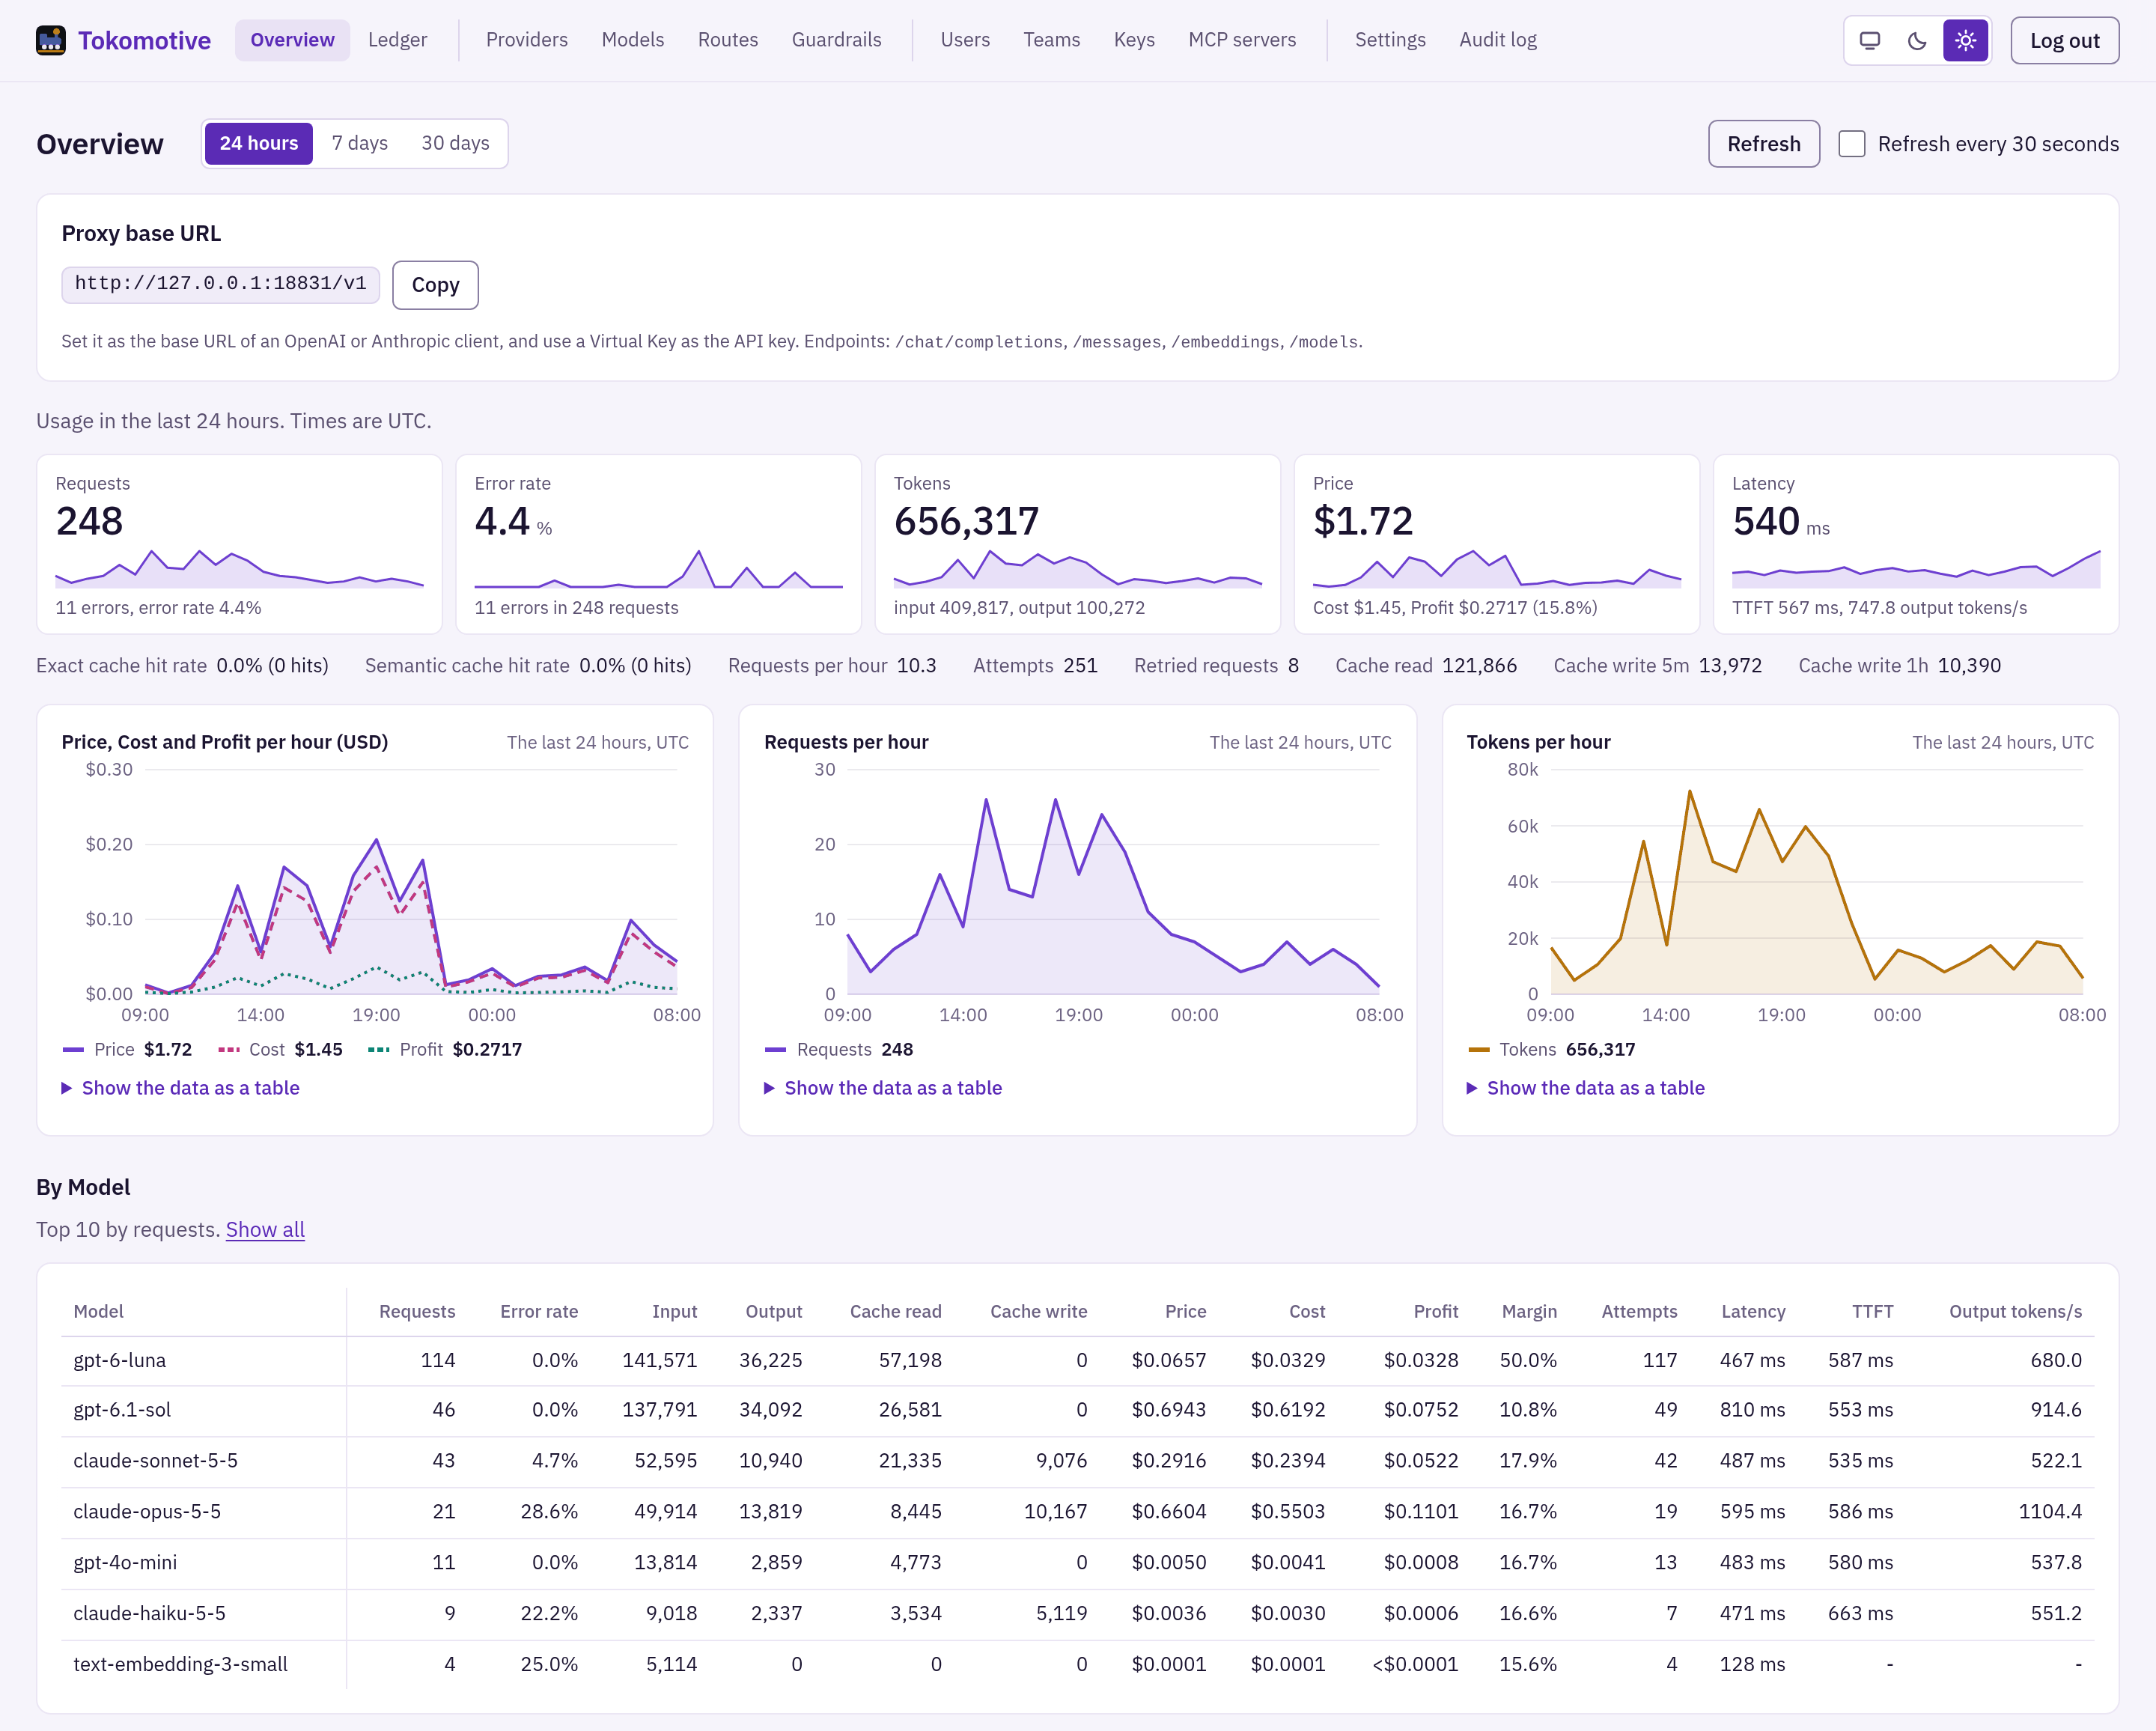 Tokomotive Overview Ledger Providers Models Routes Guardrails Users Teams Keys MCP servers Settings Audit log Log out
Overview 24 hours 7 days 30 days Refresh Refresh every 30 seconds
Proxy base URL
http://127.0.0.1:18831/v1 Copy
Set it as the base URL of an OpenAI or Anthropic client, and use a Virtual Key as the API key. Endpoints: /chat/completions, /messages, /embeddings, /models.
Usage in the last 24 hours. Times are UTC.
Requests
248
11 errors, error rate 4.4%
Error rate
4.4 %
11 errors in 248 requests
Tokens
656,317
input 409,817, output 100,272
Price
$1.72
Cost $1.45, Profit $0.2717 (15.8%)
Latency
540 ms
TTFT 567 ms, 747.8 output tokens/s
Exact cache hit rate 0.0% (0 hits) Semantic cache hit rate 0.0% (0 hits) Requests per hour 10.3 Attempts 251 Retried requests 8 Cache read 121,866 Cache write 5m 13,972 Cache write 1h 10,390
Price, Cost and Profit per hour (USD) The last 24 hours, UTC
$0.30
$0.20
$0.10
$0.00
09:00 14:00 19:00 00:00 08:00
Price $1.72 Cost $1.45 Profit $0.2717
Show the data as a table
Requests per hour The last 24 hours, UTC
30
20
10
0
09:00 14:00 19:00 00:00 08:00
Requests 248
Show the data as a table
Tokens per hour The last 24 hours, UTC
80k
60k
40k
20k
0
09:00 14:00 19:00 00:00 08:00
Tokens 656,317
Show the data as a table
By Model
Top 10 by requests. Show all
Model Requests Error rate Input Output Cache read Cache write Price Cost Profit Margin Attempts Latency TTFT Output tokens/s
gpt-6-luna 114 0.0% 141,571 36,225 57,198 0 $0.0657 $0.0329 $0.0328 50.0% 117 467 ms 587 ms 680.0
gpt-6.1-sol 46 0.0% 137,791 34,092 26,581 0 $0.6943 $0.6192 $0.0752 10.8% 49 810 ms 553 ms 914.6
claude-sonnet-5-5 43 4.7% 52,595 10,940 21,335 9,076 $0.2916 $0.2394 $0.0522 17.9% 42 487 ms 535 ms 522.1
claude-opus-5-5 21 28.6% 49,914 13,819 8,445 10,167 $0.6604 $0.5503 $0.1101 16.7% 19 595 ms 586 ms 1104.4
gpt-4o-mini 11 0.0% 13,814 2,859 4,773 0 $0.0050 $0.0041 $0.0008 16.7% 13 483 ms 580 ms 537.8
claude-haiku-5-5 9 22.2% 9,018 2,337 3,534 5,119 $0.0036 $0.0030 $0.0006 16.6% 7 471 ms 663 ms 551.2
text-embedding-3-small 4 25.0% 5,114 0 0 0 $0.0001 $0.0001 <$0.0001 15.6% 4 128 ms - -